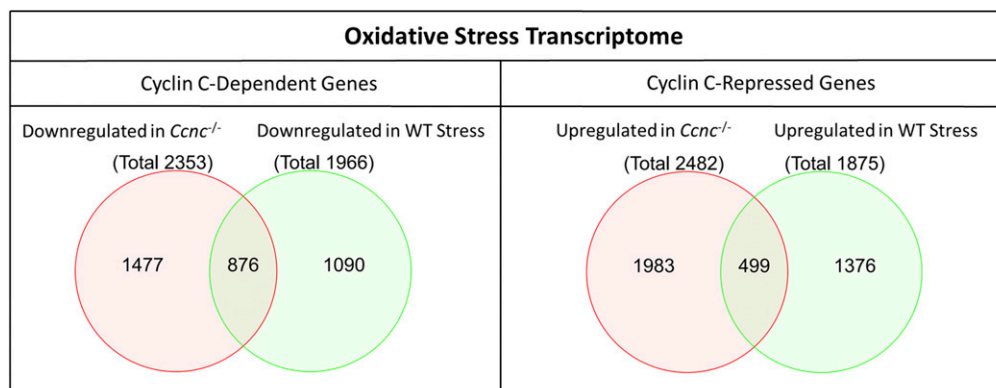 Oxidative Stress Transcriptome
Cyclin C-Dependent Genes
Downregulated in Ccnc-/-
(Total 2353)
Downregulated in WT Stress
(Total 1966)
1477
876
1090
Cyclin C-Repressed Genes
Upregulated in Ccnc-/-
(Total 2482)
Upregulated in WT Stress
(Total 1875)
1983
499
1376